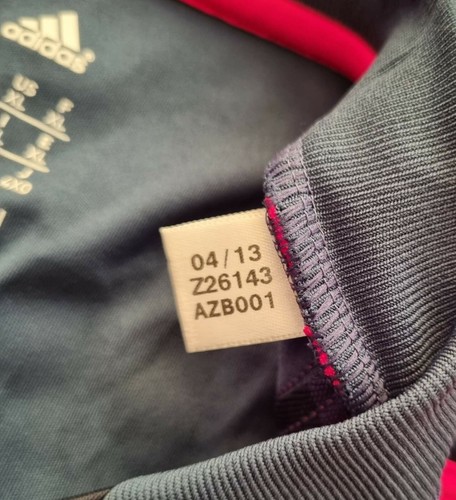 adidas
US F
XL XL
E
XL
J
04/13
Z26143
AZB001